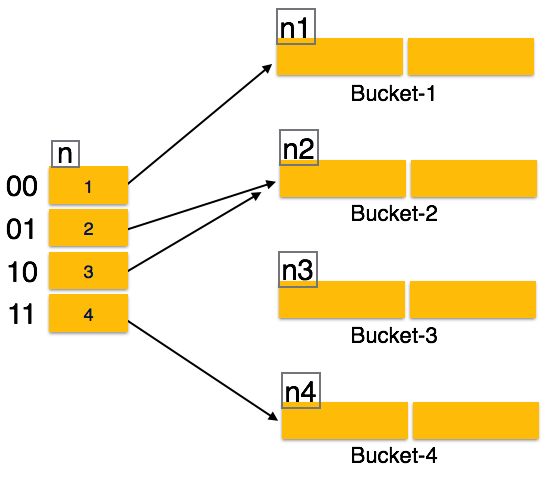 n1
Bucket-1
n
n2
00 1
Bucket-2
01 2
10 3
n3
11 4
Bucket-3
n4
Bucket-4